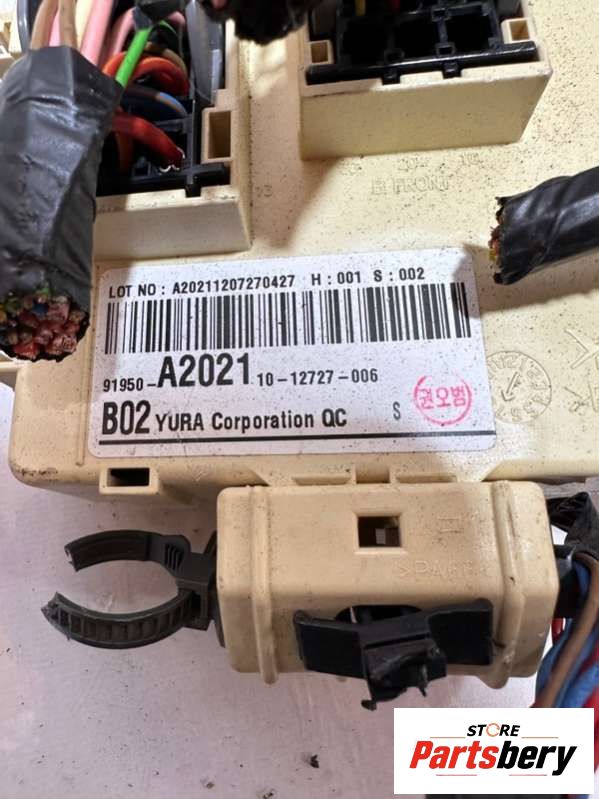 FRONT
LOT NO : A20211207270427 H : 001 S : 002
91950-A2021 10-12727-006
B02 YURA Corporation QC S 권오범
>PA66
STORE
Partsbery